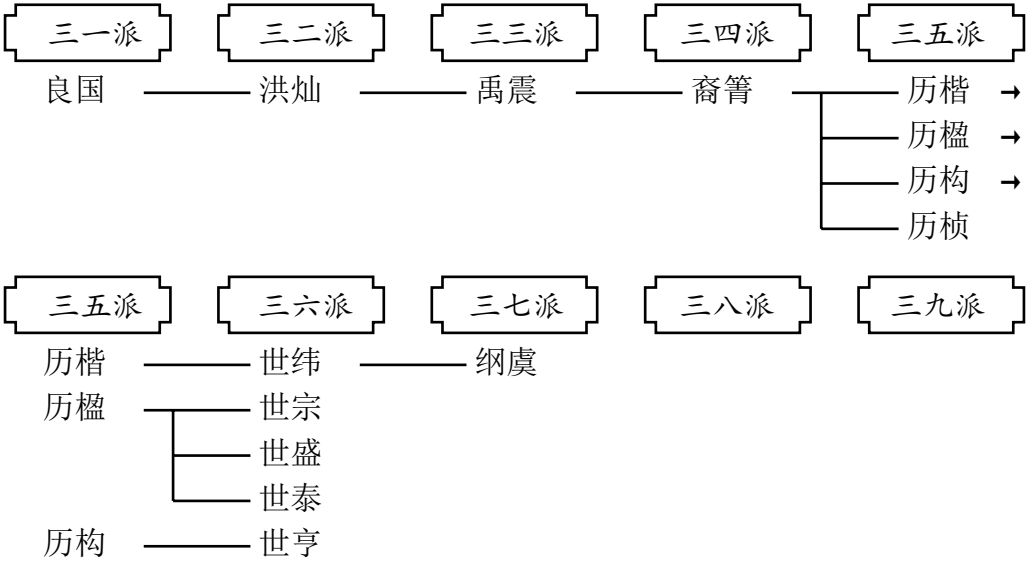 三一派 三二派 三三派 三四派 三五派
良国 洪灿 禹震 裔箐 历楷 →
历楹 →
历构 →
历桢
三五派 三六派 三七派 三八派 三九派
历楷 世纬 纲虞
历楹 世宗
世盛
世泰
历构 世亨